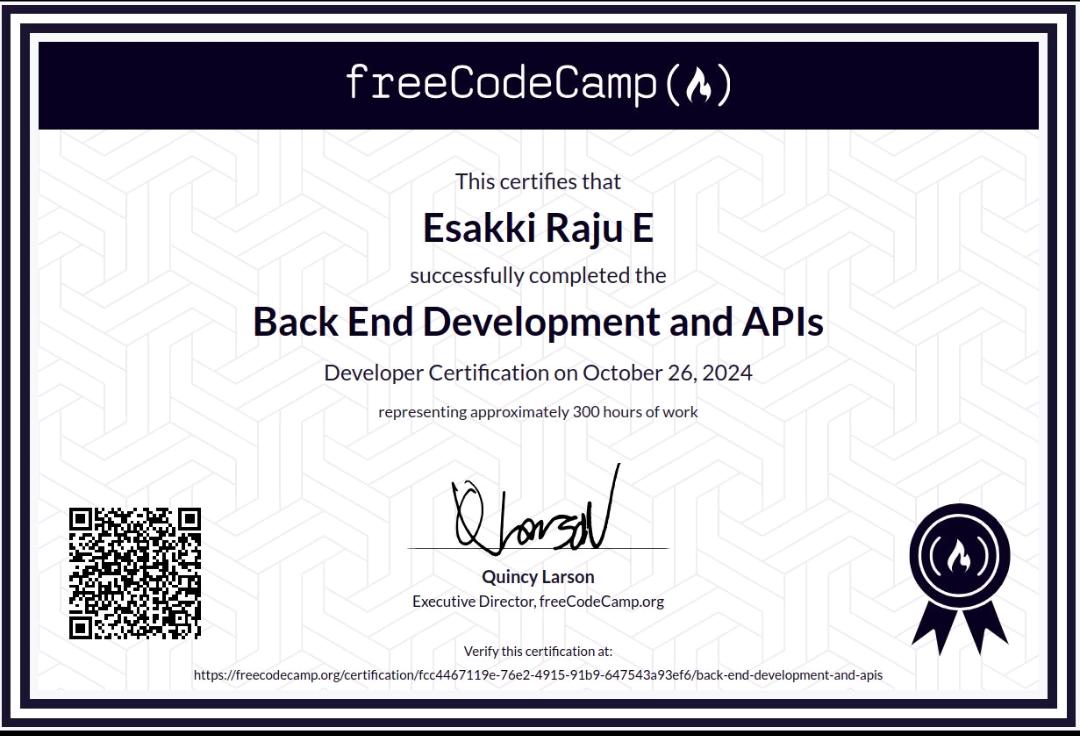 freeCodeCamp
This certifies that
Esakki Raju E
successfully completed the
Back End Development and APIs
Developer Certification on October 26, 2024
representing approximately 300 hours of work
Q Larson
Quincy Larson
Executive Director, freeCodeCamp.org
Verify this certification at:
https://freecodecamp.org/certification/fcc4467119e-76e2-4915-91b9-647543a93ef6/back-end-development-and-apis